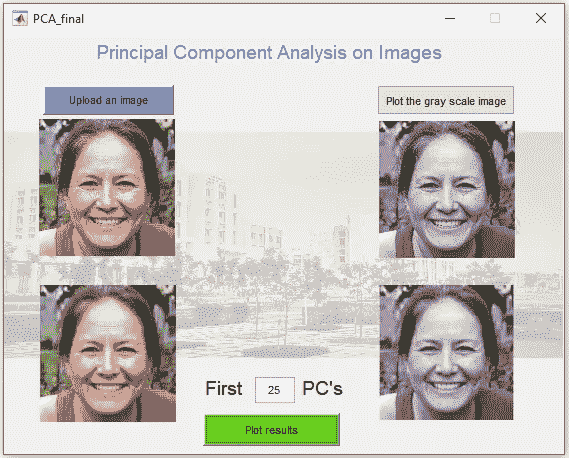 PCA_final
Principal Component Analysis on Images
Upload an image
Plot the gray scale image
First 25 PC's
Plot results